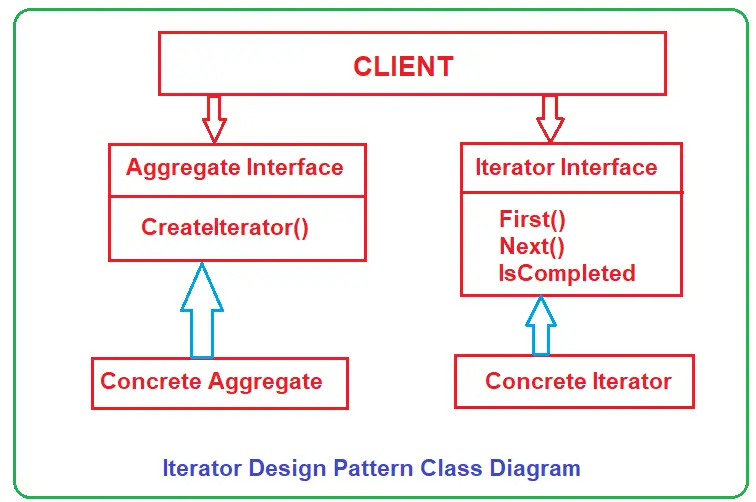 CLIENT
Aggregate Interface
CreateIterator()
Iterator Interface
First()
Next()
IsCompleted
Concrete Aggregate
Concrete Iterator
Iterator Design Pattern Class Diagram